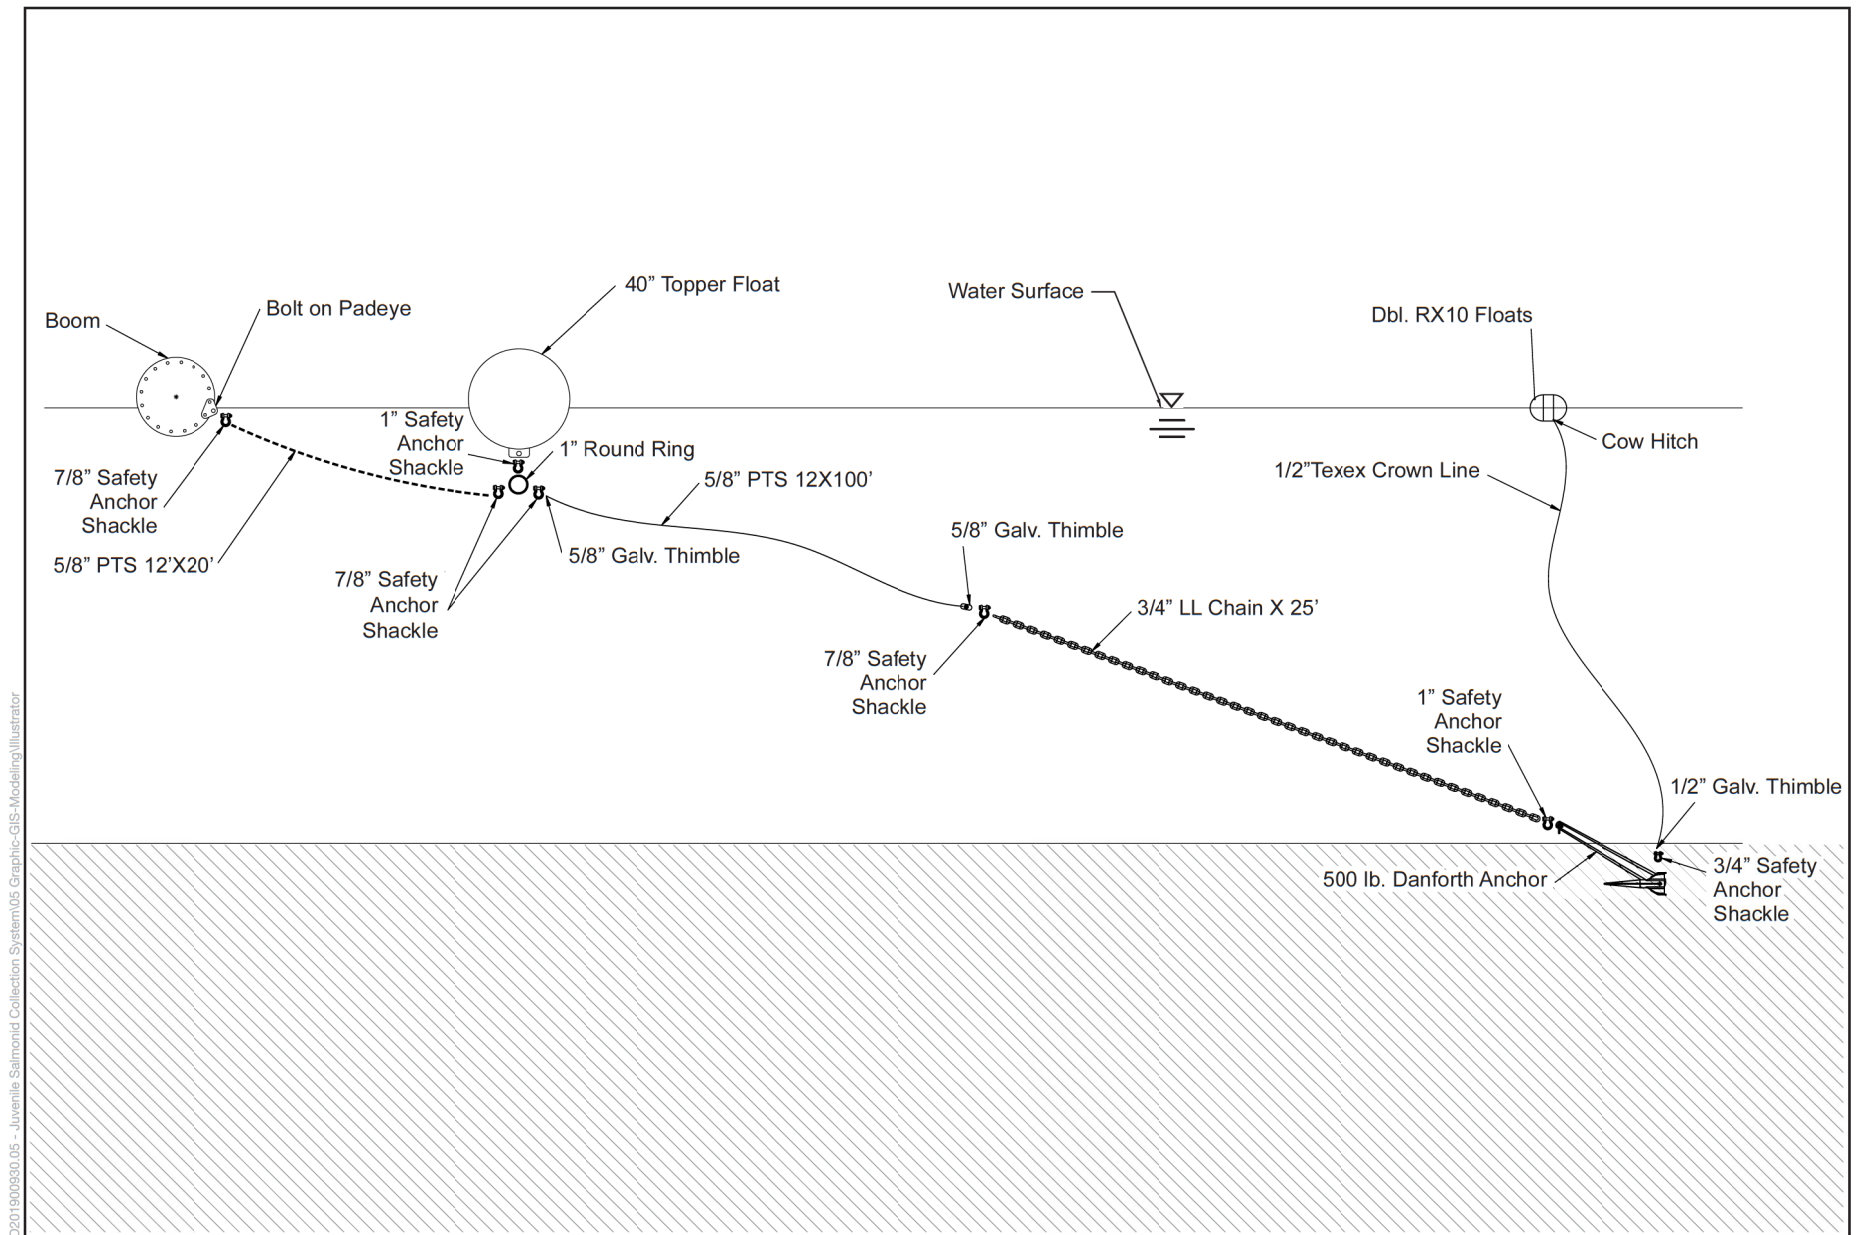 40” Topper Float
Water Surface
Bolt on Padeye
Dbl. RX10 Floats
Boom
1” Safety
Anchor
Shackle
Cow Hitch
1” Round Ring
1/2”Texex Crown Line
7/8” Safety
Anchor
Shackle
5/8” PTS 12X100’
5/8” Galv. Thimble
5/8” PTS 12’X20’
5/8” Galv. Thimble
7/8” Safety
Anchor
Shackle
3/4” LL Chain X 25’
7/8” Safety
Anchor
Shackle
1” Safety
Anchor
Shackle
1/2” Galv. Thimble
500 lb. Danforth Anchor
3/4” Safety
Anchor
Shackle
D201900930.05 - Juvenile Salmonid Collection System\05 Graphic-GIS-Modeling\Illustrator